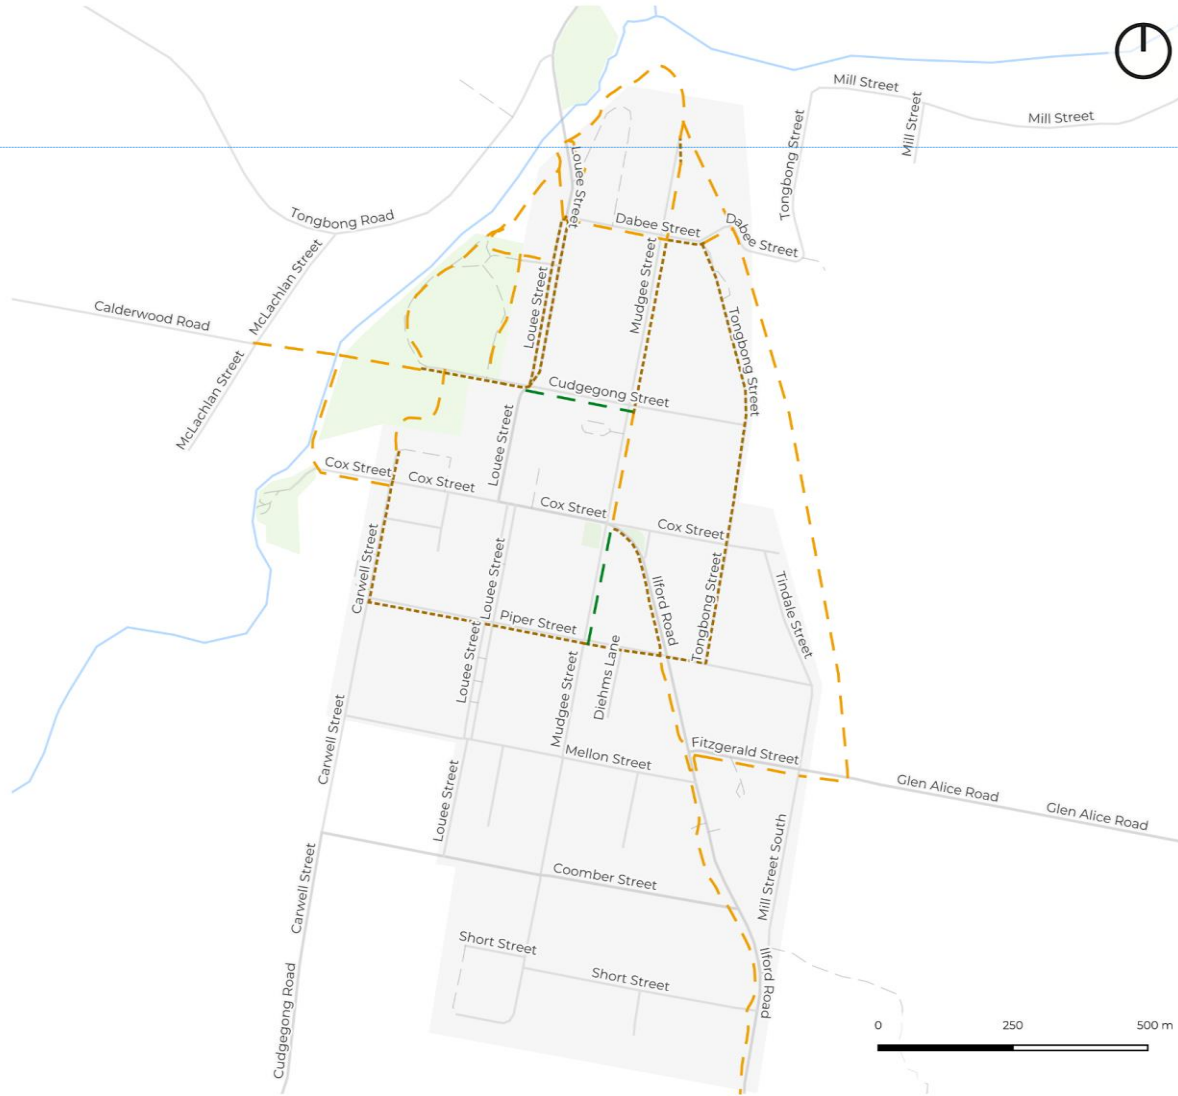 Mill Street
Mill Street
Mill Street
Tongbong Street
Louee Street
Tongbong Road
Dabee Street
Dabee Street
McLachlan Street
Mudgee Street
Louee Street
Calderwood Road
Tongbong Street
McLachlan Street
Cudgegong Street
Louee Street
Cox Street
Cox Street
Cox Street
Cox Street
Carwell Street
Louee Street
Ilford Road
Tongbong Street
Tindale Street
Piper Street
Louee Street
Mudgee Street
Diehms Lane
Carwell Street
Mellon Street
Fitzgerald Street
Glen Alice Road
Glen Alice Road
Louee Street
Mill Street South
Carwell Street
Coomber Street
Short Street
Short Street
Ilford Road
Cudgegong Road
0 250 500 m